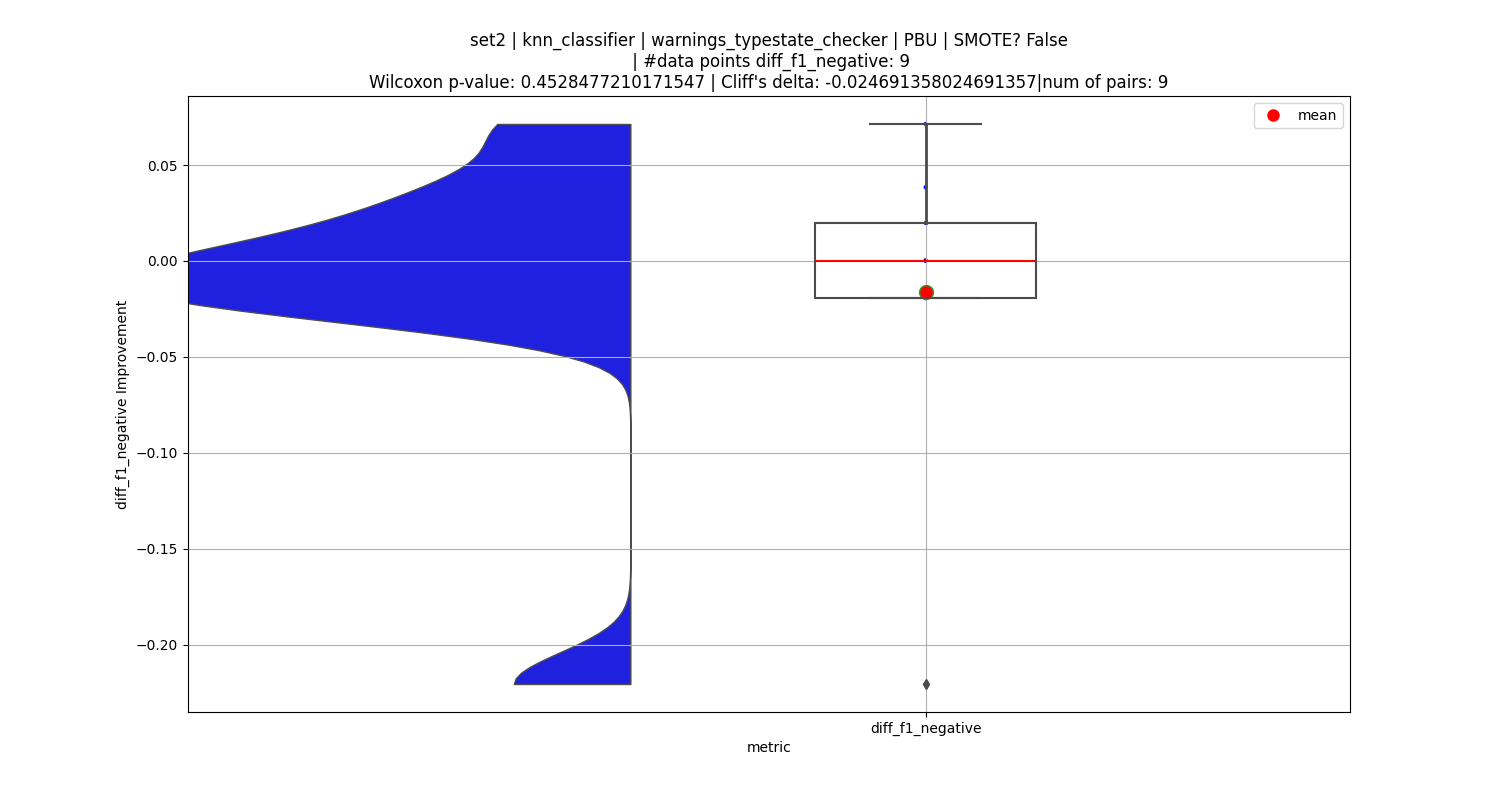 set2 | knn_classifier | warnings_typestate_checker | PBU | SMOTE? False
| #data points diff_f1_negative: 9
Wilcoxon p-value: 0.4528477210171547 | Cliff's delta: -0.024691358024691357|num of pairs: 9
mean
0.05
0.00
−0.05
−0.10
−0.15
−0.20
diff_f1_negative Improvement
diff_f1_negative
metric